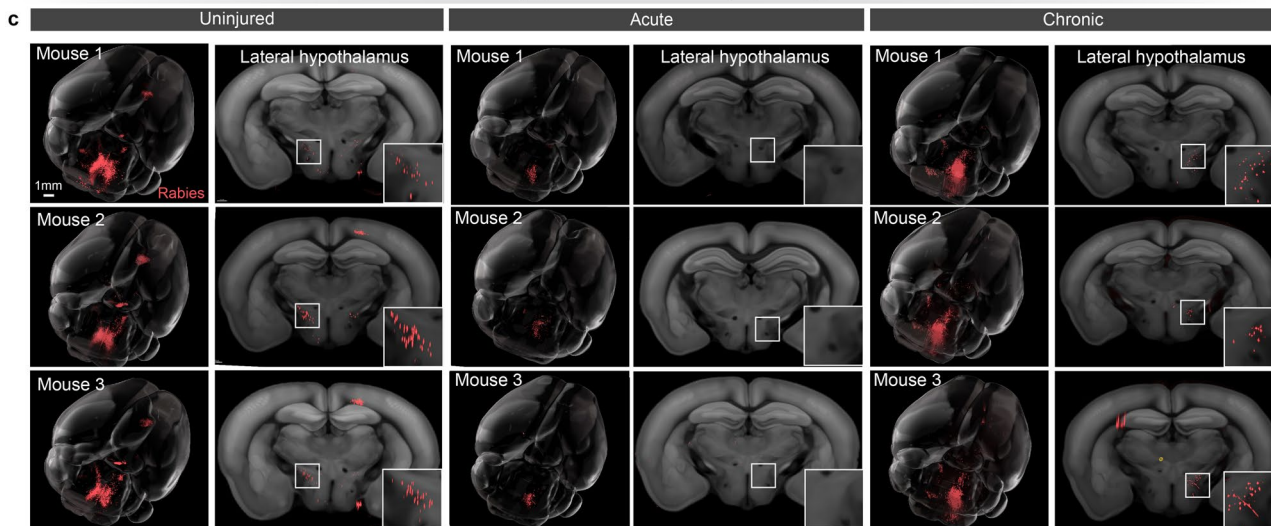 c
Uninjured
Acute
Chronic
Mouse 1
Lateral hypothalamus
Mouse 1
Lateral hypothalamus
Mouse 1
Lateral hypothalamus
1mm
Rabies
Mouse 2
Mouse 2
Mouse 2
Mouse 3
Mouse 3
Mouse 3